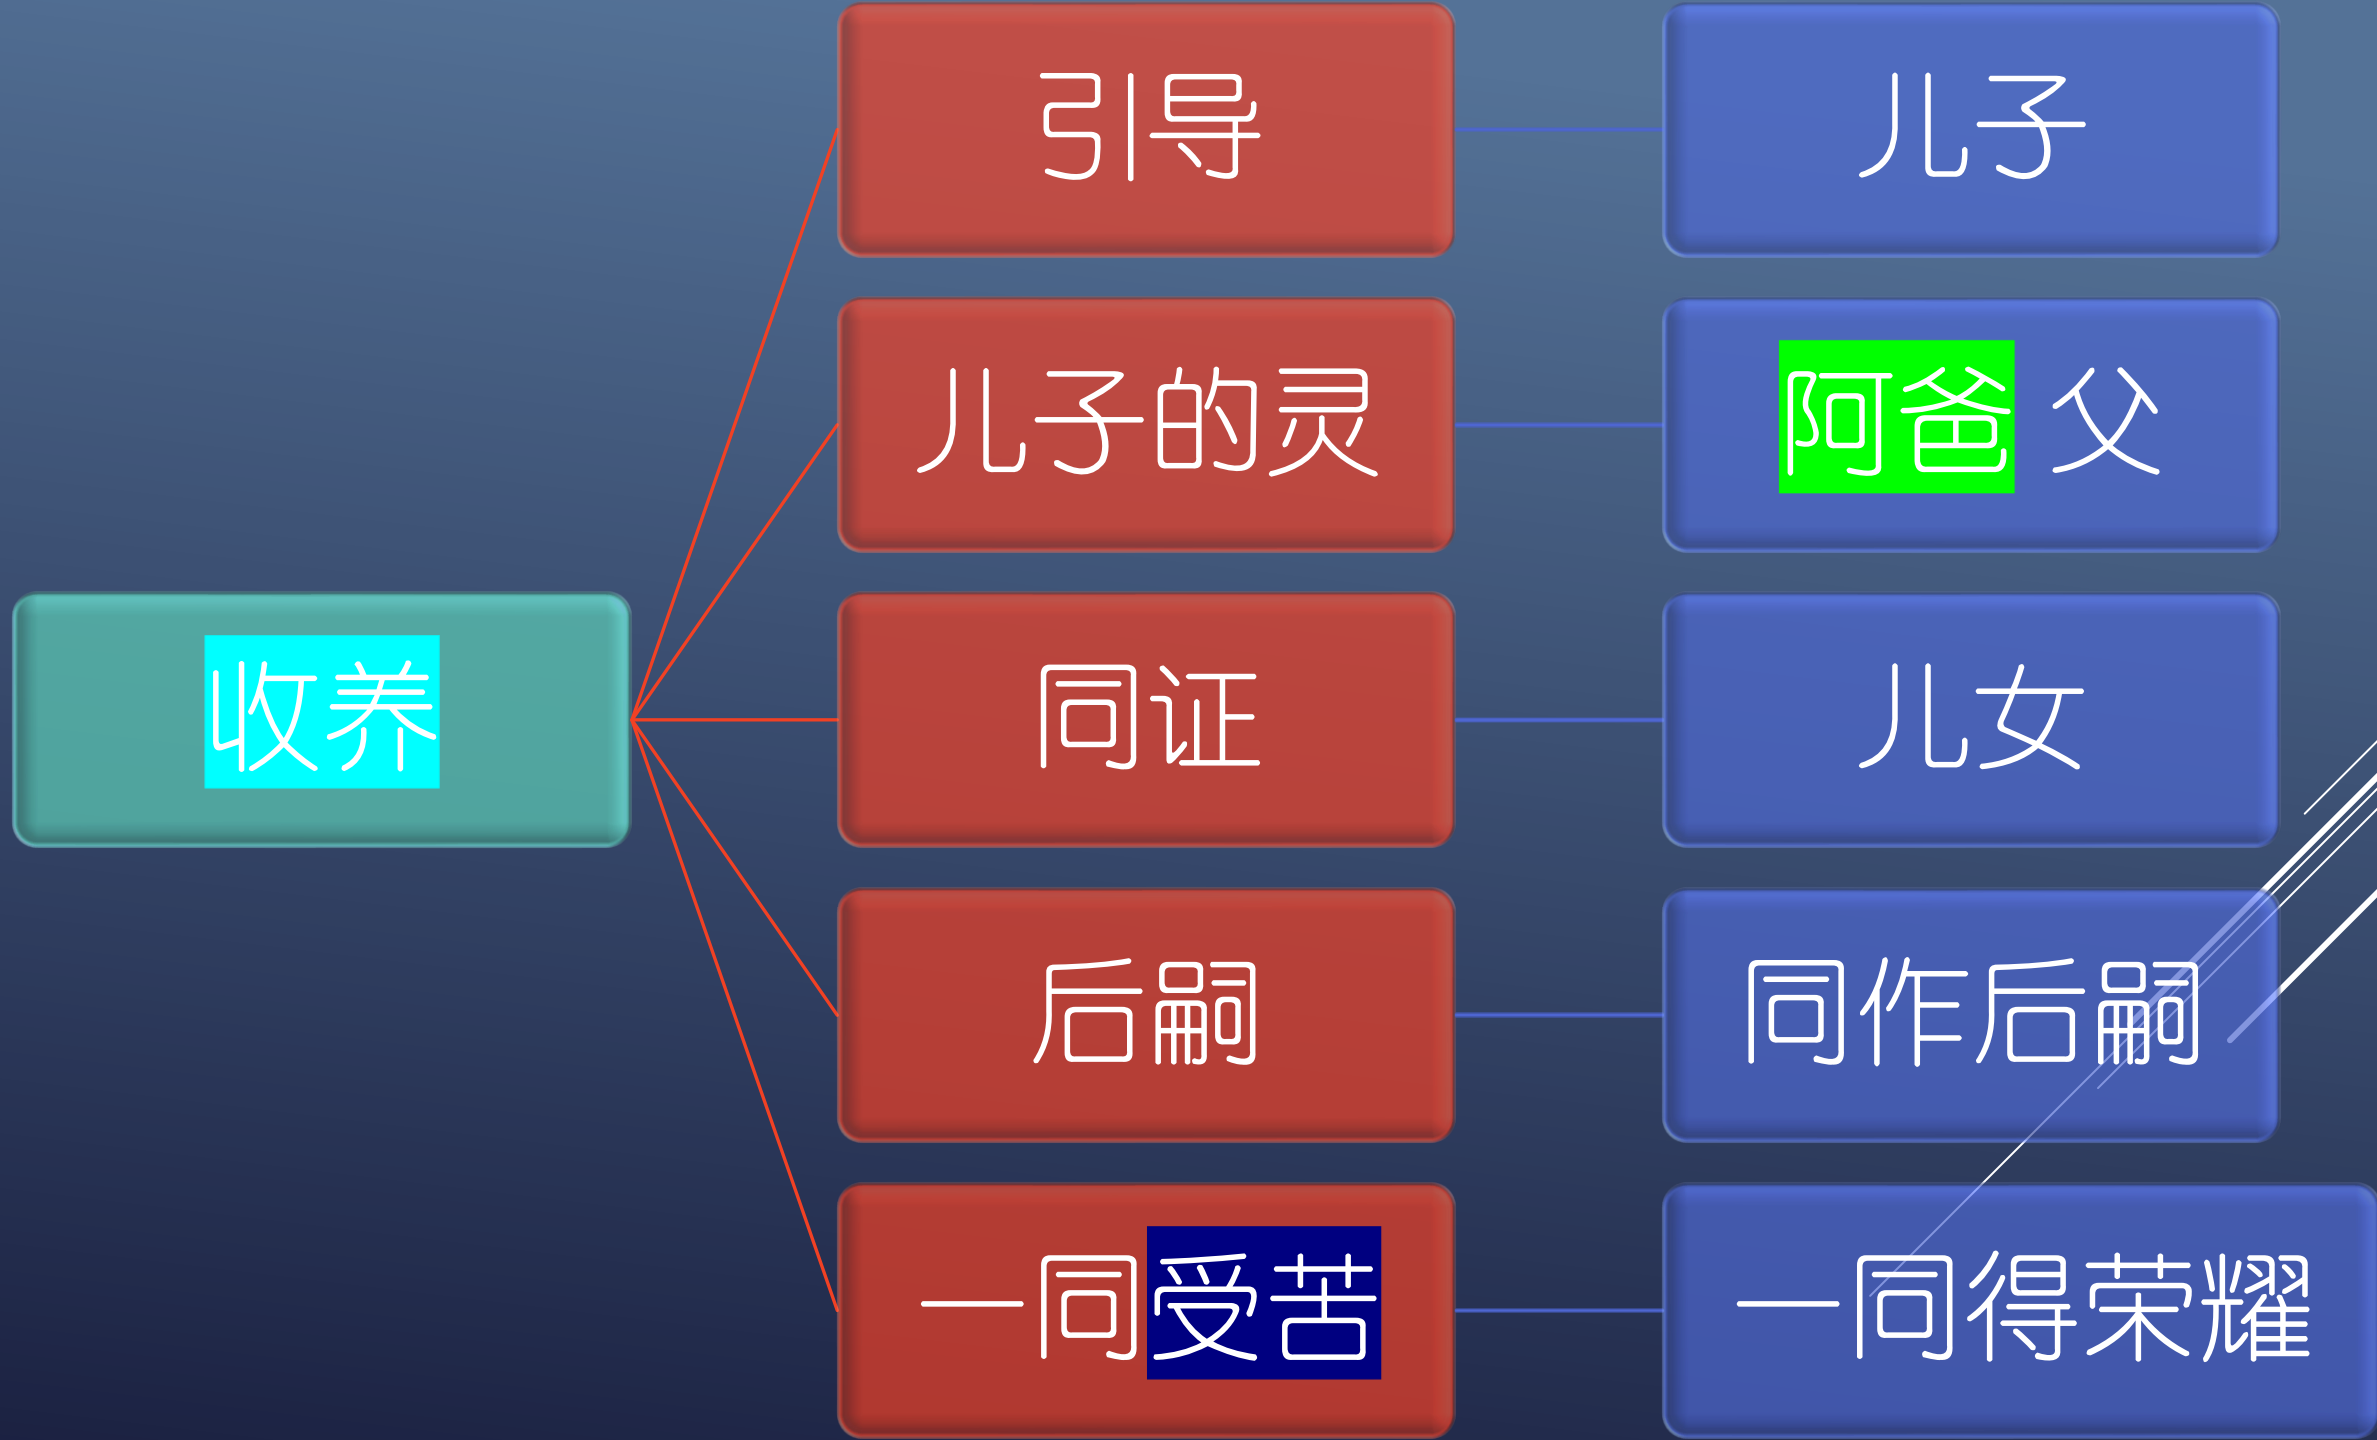 收养
引导
儿子
儿子的灵
阿爸 父
同证
儿女
后嗣
同作后嗣
一同受苦
一同得荣耀